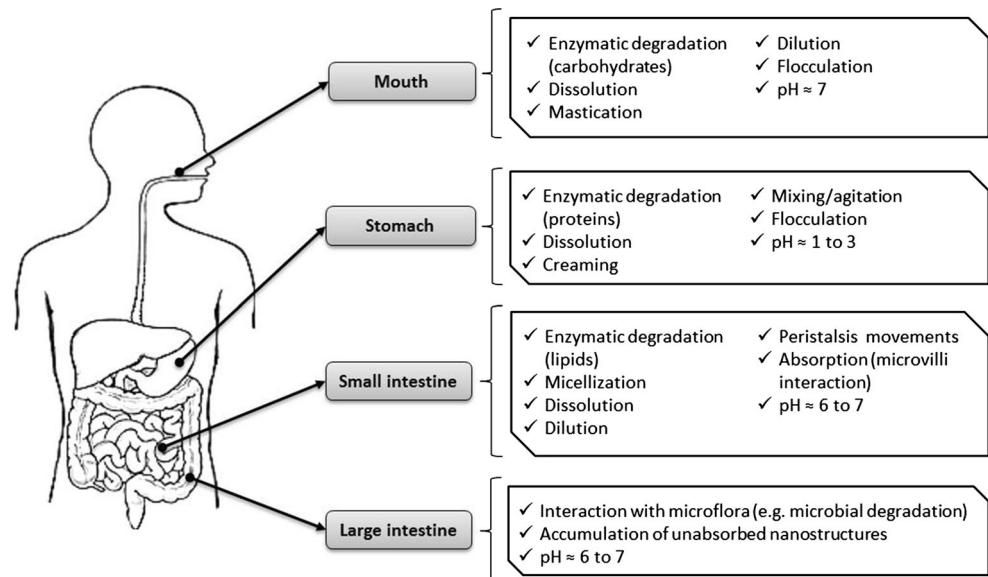 Mouth
✓ Enzymatic degradation
(carbohydrates)
✓ Dissolution
✓ Mastication
✓ Dilution
✓ Flocculation
✓ pH ≈ 7
Stomach
✓ Enzymatic degradation
(proteins)
✓ Dissolution
✓ Creaming
✓ Mixing/agitation
✓ Flocculation
✓ pH ≈ 1 to 3
Small intestine
✓ Enzymatic degradation
(lipids)
✓ Micellization
✓ Dissolution
✓ Dilution
✓ Peristalsis movements
✓ Absorption (microvilli
interaction)
✓ pH ≈ 6 to 7
Large intestine
✓ Interaction with microflora (e.g. microbial degradation)
✓ Accumulation of unabsorbed nanostructures
✓ pH ≈ 6 to 7